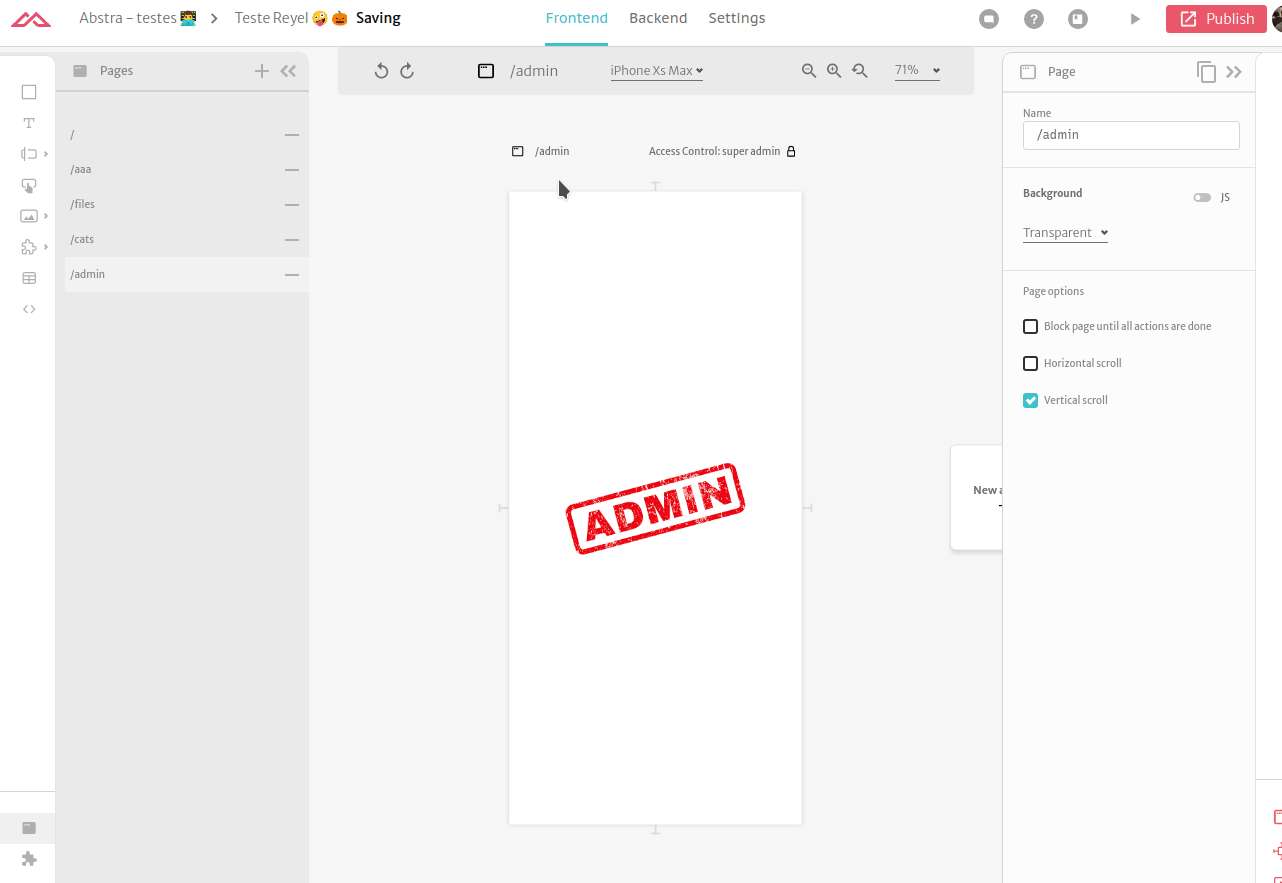 Abstra – testes👨‍💻 > Teste Reyel 🤪🎃 Saving
Frontend Backend Settings
Publish
Pages
/
/aaa
/files
/cats
/admin
/admin
iPhone Xs Max
71%
/admin
Access Control: super admin
ADMIN
New a
Page
Name
/admin
Background
JS
Transparent
Page options
Block page until all actions are done
Horizontal scroll
Vertical scroll